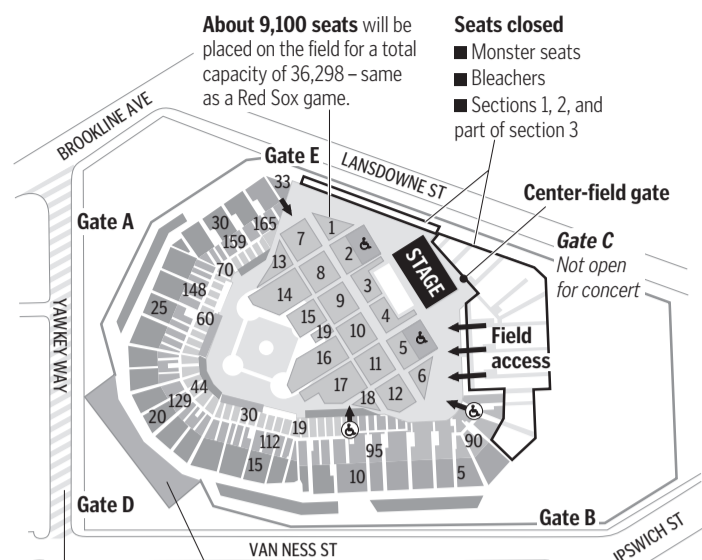 About 9,100 seats will be
placed on the field for a total
capacity of 36,298 – same
as a Red Sox game.
Seats closed
Monster seats
Bleachers
Sections 1, 2, and
part of section 3
BROOKLINE AVE
Gate E
LANSDOWNE ST
Center-field gate
Gate A
Gate C
Not open
for concert
33
30
165
159
70
148
25
60
44
129
20
30
112
15
19
95
10
5
90
1
7
2
13
8
3
14
9
4
15
19
10
5
16
11
6
17
18
12
STAGE
Field
access
YAWKEY WAY
Gate D
Gate B
VAN NESS ST
IPSWICH ST